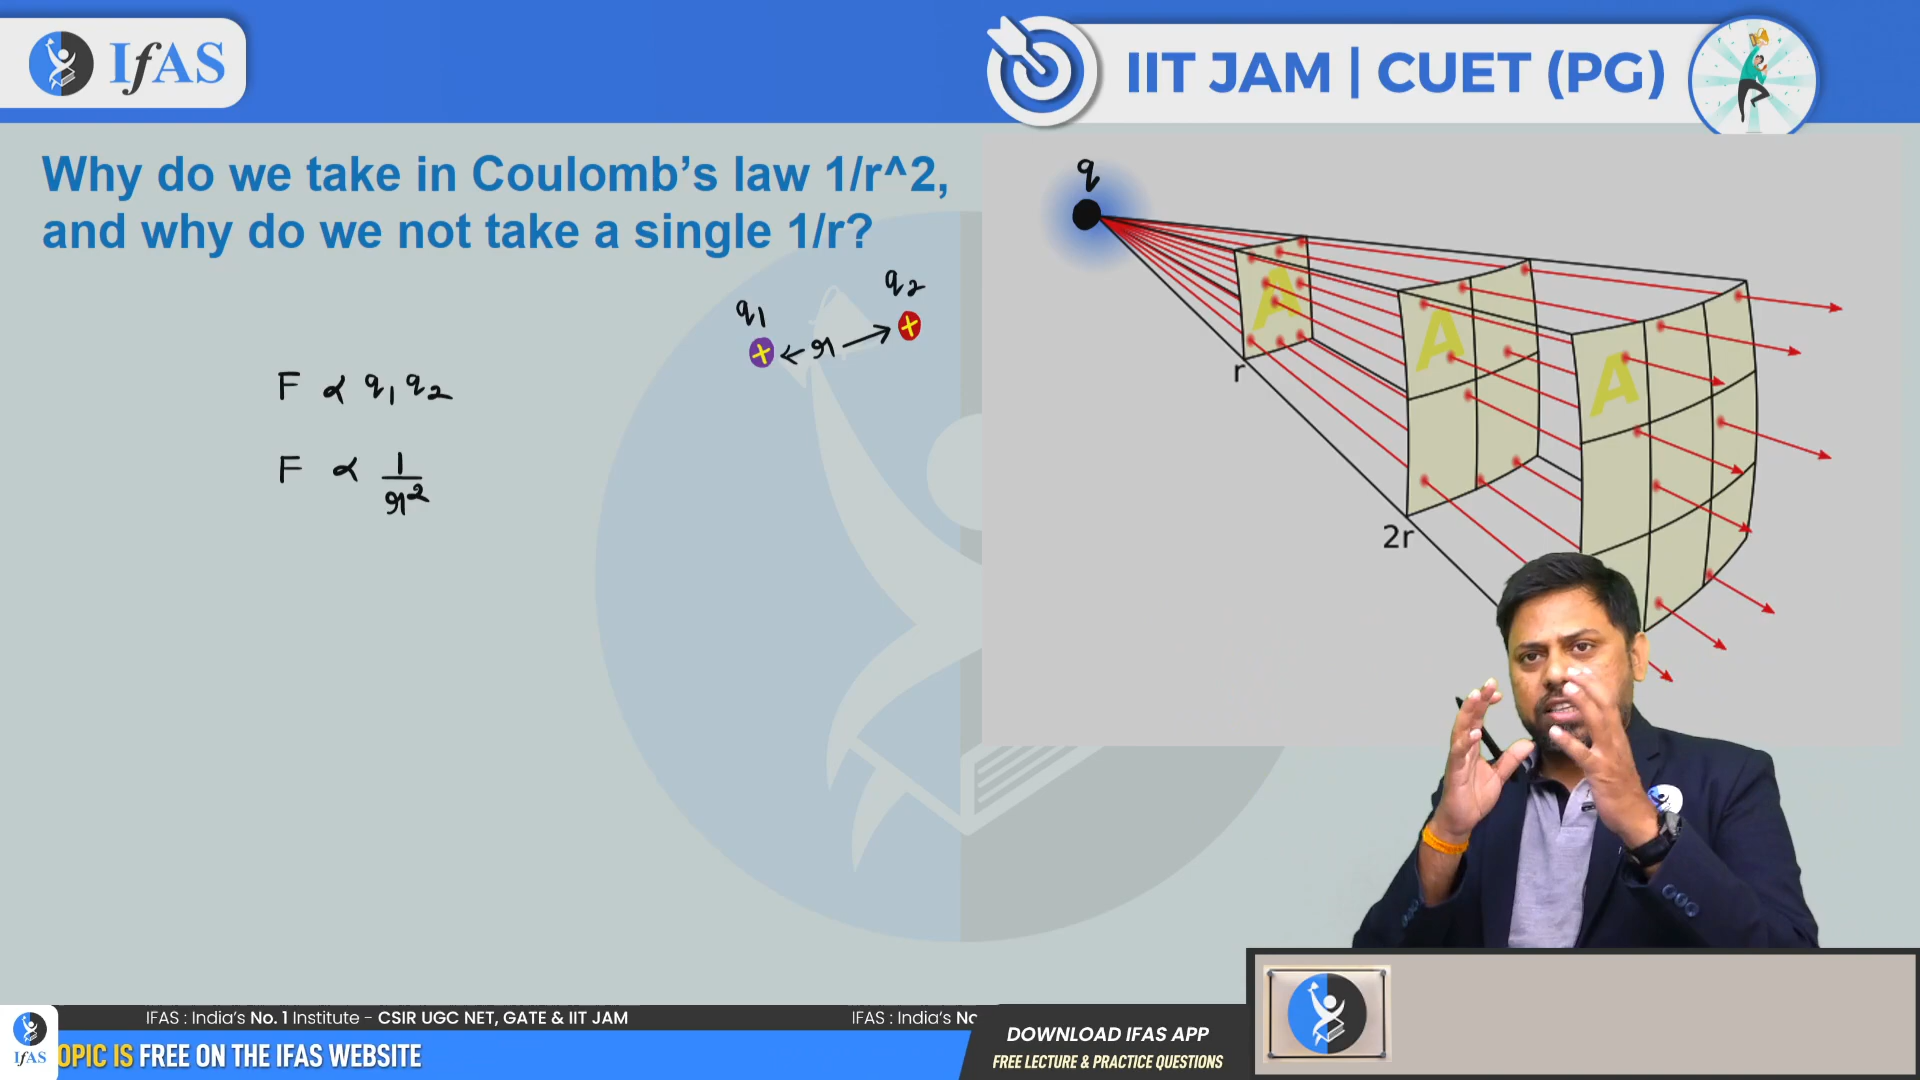 IfAS
IIT JAM | CUET (PG)
Why do we take in Coulomb’s law 1/r^2,
and why do we not take a single 1/r?
q
q1
q2
+ ← r → +
F ∝ q1 q2
F ∝ 1/r2
A
A
A
r
2r
IFAS : India’s No. 1 Institute - CSIR UGC NET, GATE & IIT JAM
IFAS : India’s No
DOWNLOAD IFAS APP
FREE LECTURE & PRACTICE QUESTIONS
IfAS
OPIC IS FREE ON THE IFAS WEBSITE